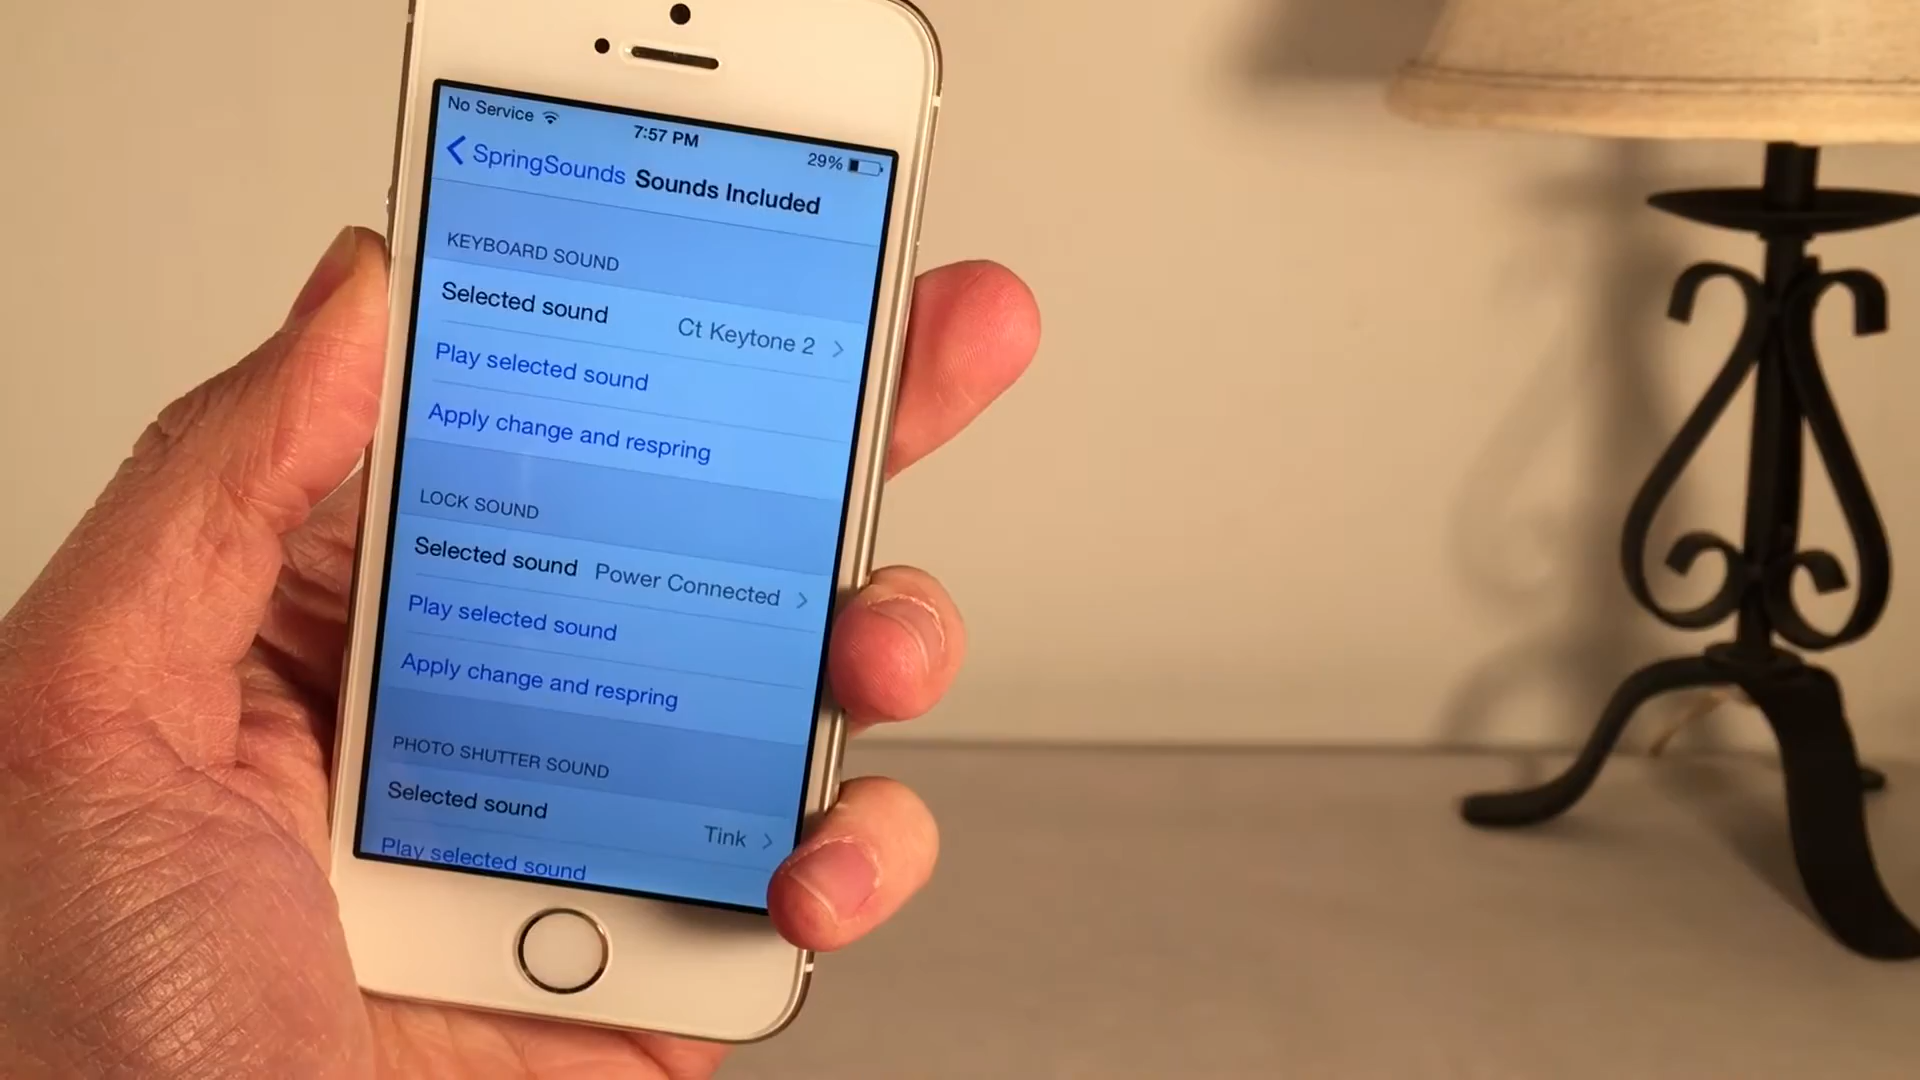 No Service
7:57 PM
29%
SpringSounds Sounds Included
KEYBOARD SOUND
Selected sound Ct Keytone 2
Play selected sound
Apply change and respring
LOCK SOUND
Selected sound Power Connected
Play selected sound
Apply change and respring
PHOTO SHUTTER SOUND
Selected sound Tink
Play selected sound